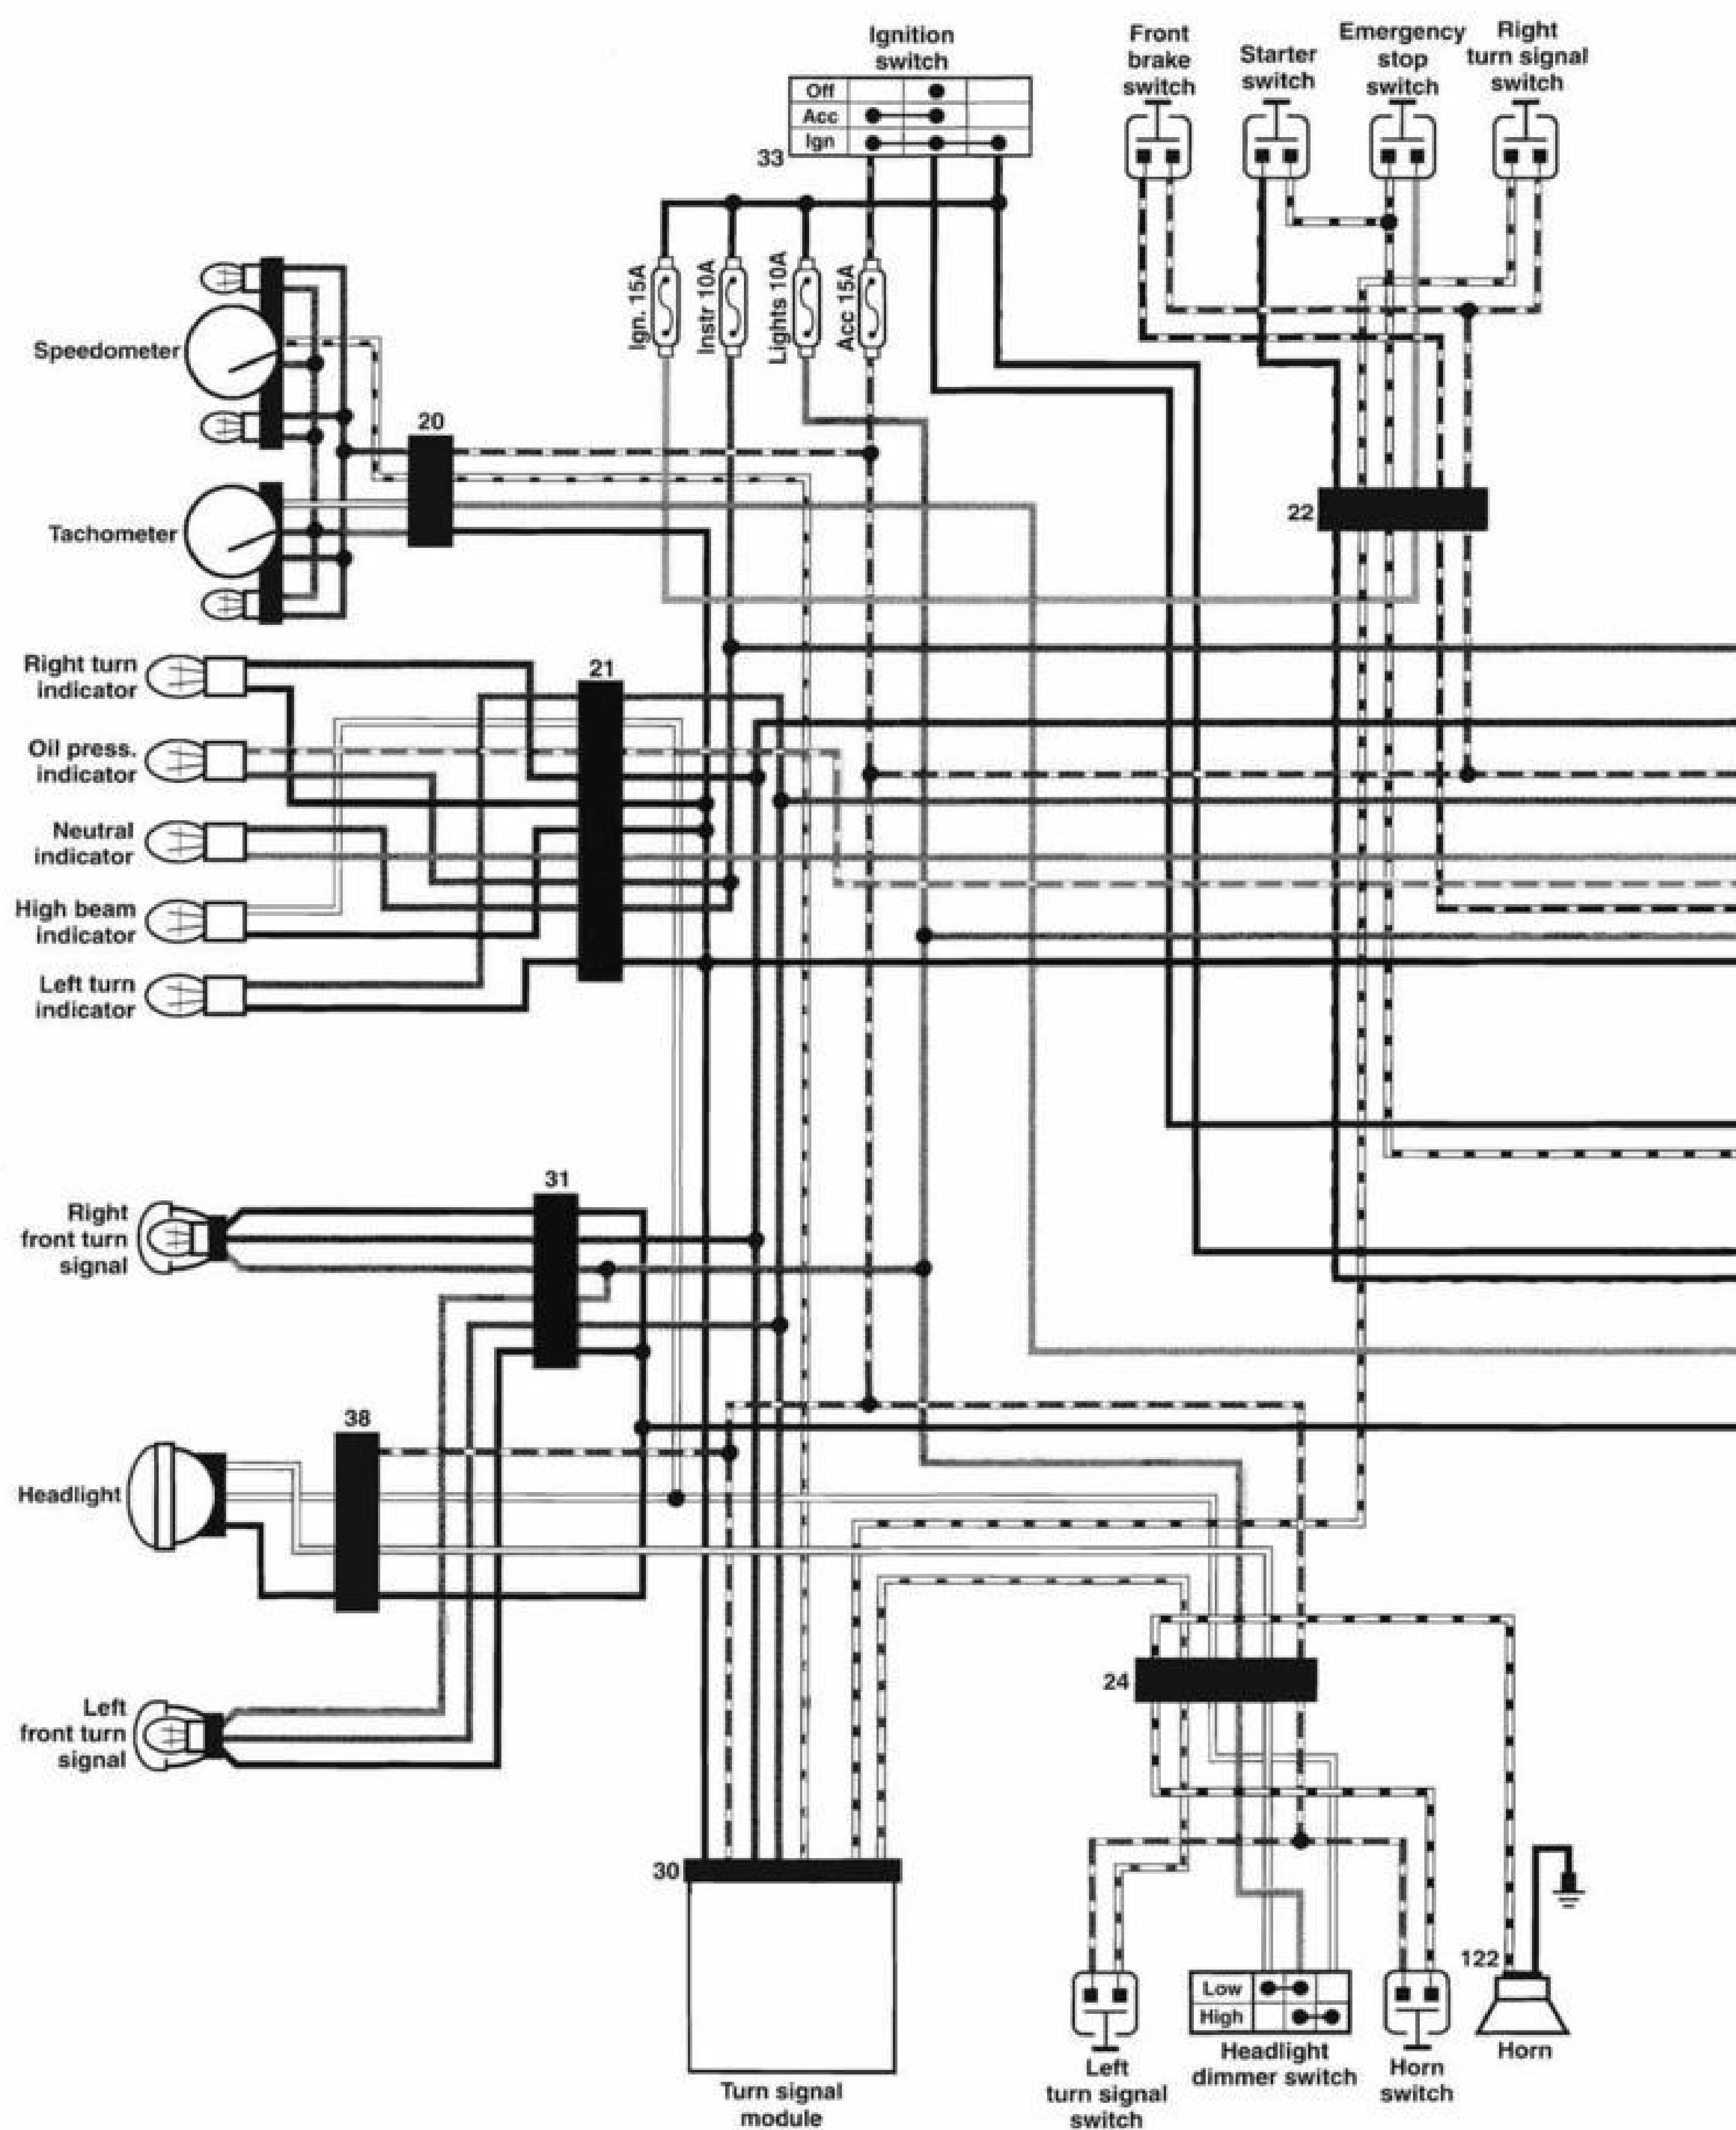 Ignition
switch
Off
Acc
Ign
33
Front
brake
switch
Starter
switch
Emergency
stop
switch
Right
turn signal
switch
Ign. 15A
Instr 10A
Lights 10A
Acc 15A
Speedometer
20
Tachometer
22
Right turn
indicator
21
Oil press.
indicator
Neutral
indicator
High beam
indicator
Left turn
indicator
31
Right
front turn
signal
38
Headlight
24
Left
front turn
signal
30
122
Low
High
Turn signal
module
Left
turn signal
switch
Headlight
dimmer switch
Horn
switch
Horn